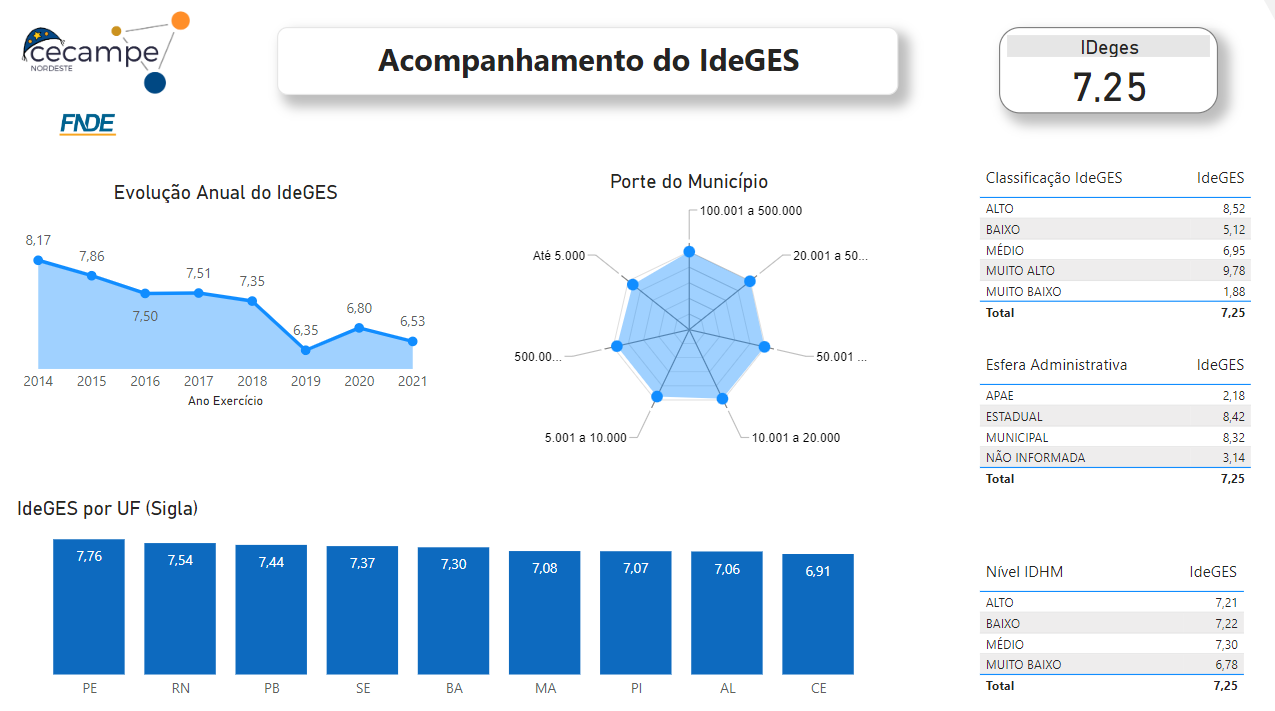 cecampe
NORDESTE
FNDE
Acompanhamento do IdeGES
IDeges
7.25
Evolução Anual do IdeGES
8,17
7,86
7,50
7,51
7,35
6,35
6,80
6,53
2014 2015 2016 2017 2018 2019 2020 2021
Ano Exercício
Porte do Município
100.001 a 500.000
20.001 a 50...
50.001 ...
10.001 a 20.000
5.001 a 10.000
500.00...
Até 5.000
Classificação IdeGES IdeGES
ALTO 8,52
BAIXO 5,12
MÉDIO 6,95
MUITO ALTO 9,78
MUITO BAIXO 1,88
Total 7,25
Esfera Administrativa IdeGES
APAE 2,18
ESTADUAL 8,42
MUNICIPAL 8,32
NÃO INFORMADA 3,14
Total 7,25
IdeGES por UF (Sigla)
7,76 7,54 7,44 7,37 7,30 7,08 7,07 7,06 6,91
PE RN PB SE BA MA PI AL CE
Nível IDHM IdeGES
ALTO 7,21
BAIXO 7,22
MÉDIO 7,30
MUITO BAIXO 6,78
Total 7,25